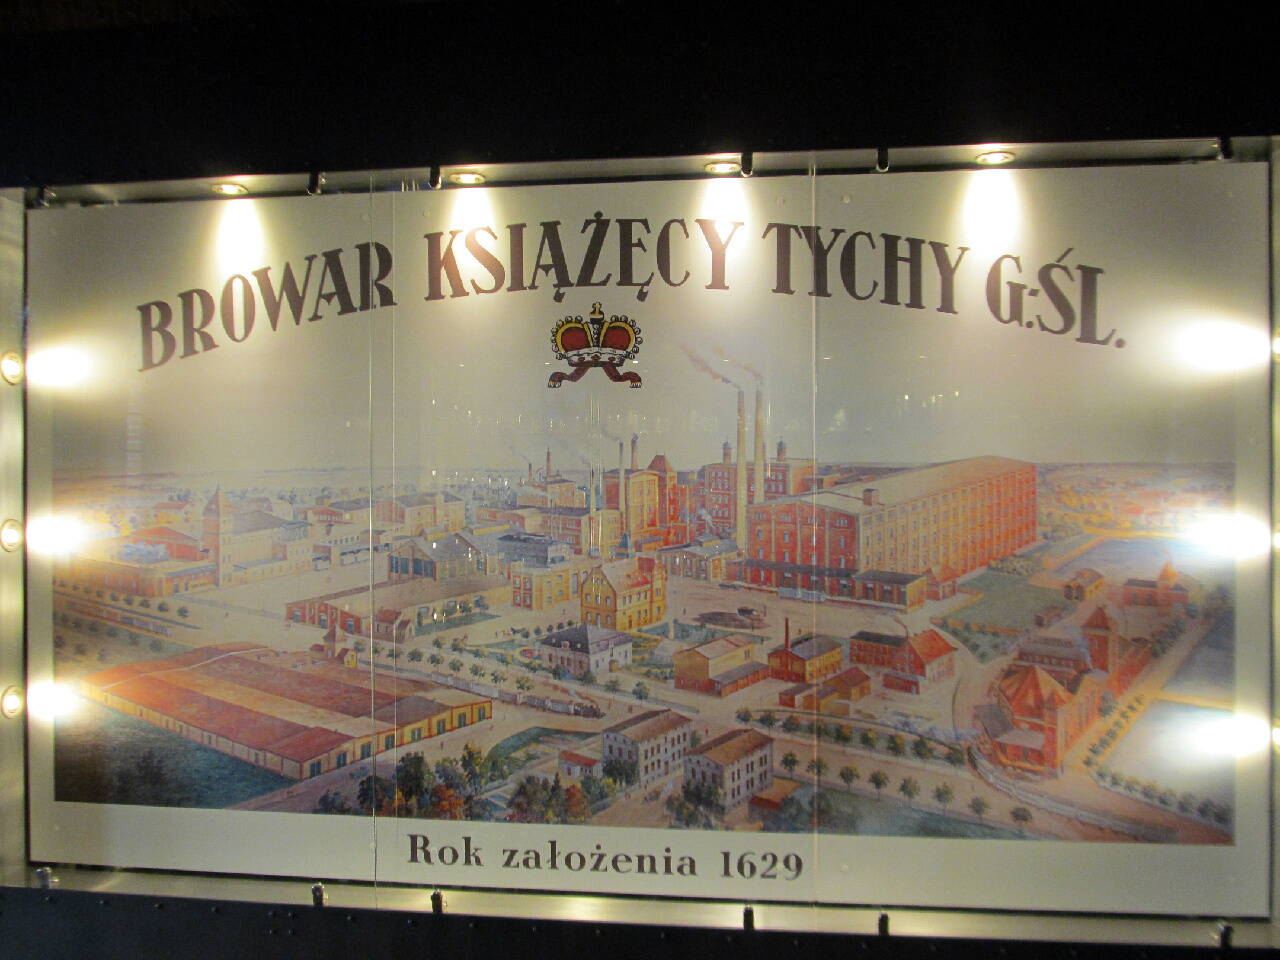 BROWAR KSIĄŻĘCY TYCHY G-ŚL.
Rok założenia 1629